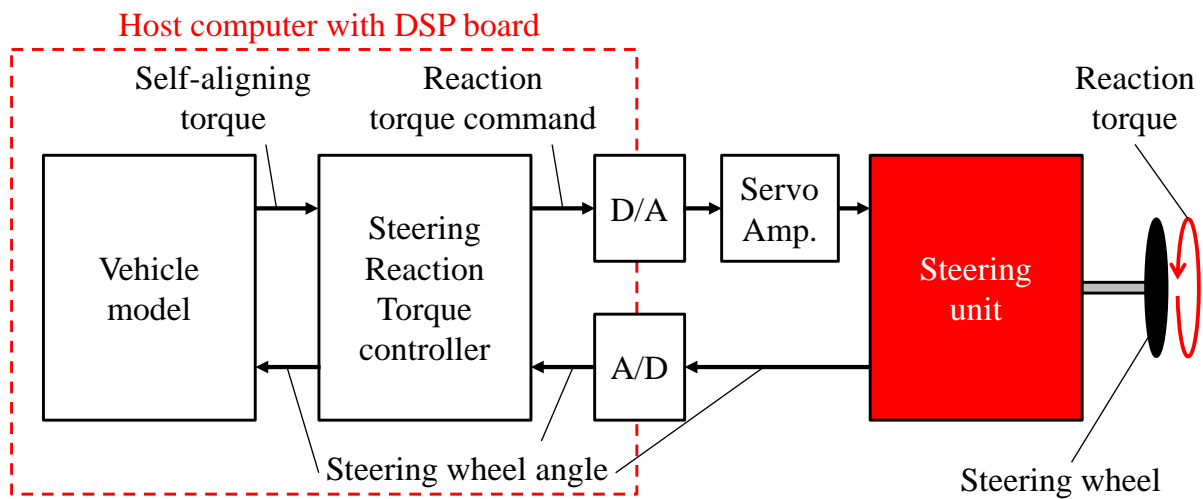 Host computer with DSP board
Self-aligning
torque
Reaction
torque command
Reaction
torque
Vehicle
model
Steering
Reaction
Torque
controller
D/A
Servo
Amp.
Steering
unit
A/D
Steering wheel angle
Steering wheel